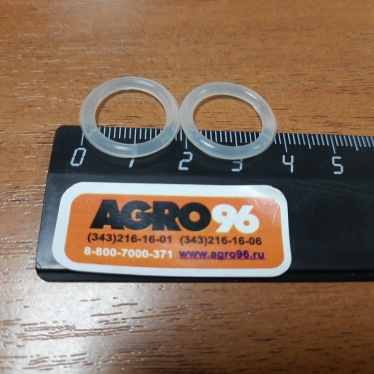 0 1 2 3 4 5
AGRO96
(343)216-16-01 (343)216-16-06
8-800-7000-371 www.agro96.ru